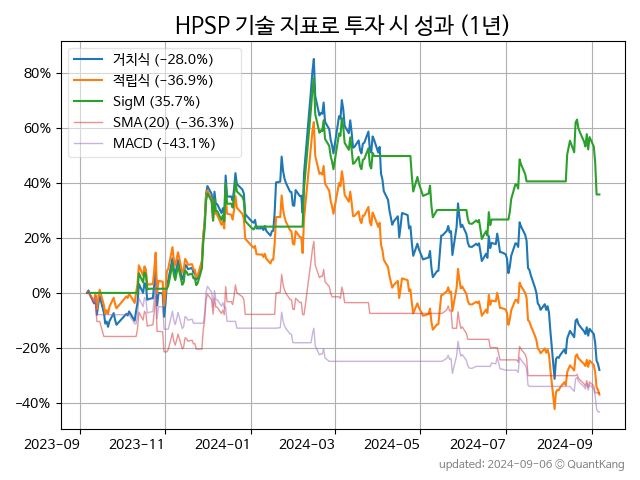 HPSP 기술 지표로 투자 시 성과 (1년)
거치식 (−28.0%)
적립식 (−36.9%)
SigM (35.7%)
SMA(20) (−36.3%)
MACD (−43.1%)
80%
60%
40%
20%
0%
−20%
−40%
2023-09 2023-11 2024-01 2024-03 2024-05 2024-07 2024-09
updated: 2024-09-06 © QuantKang